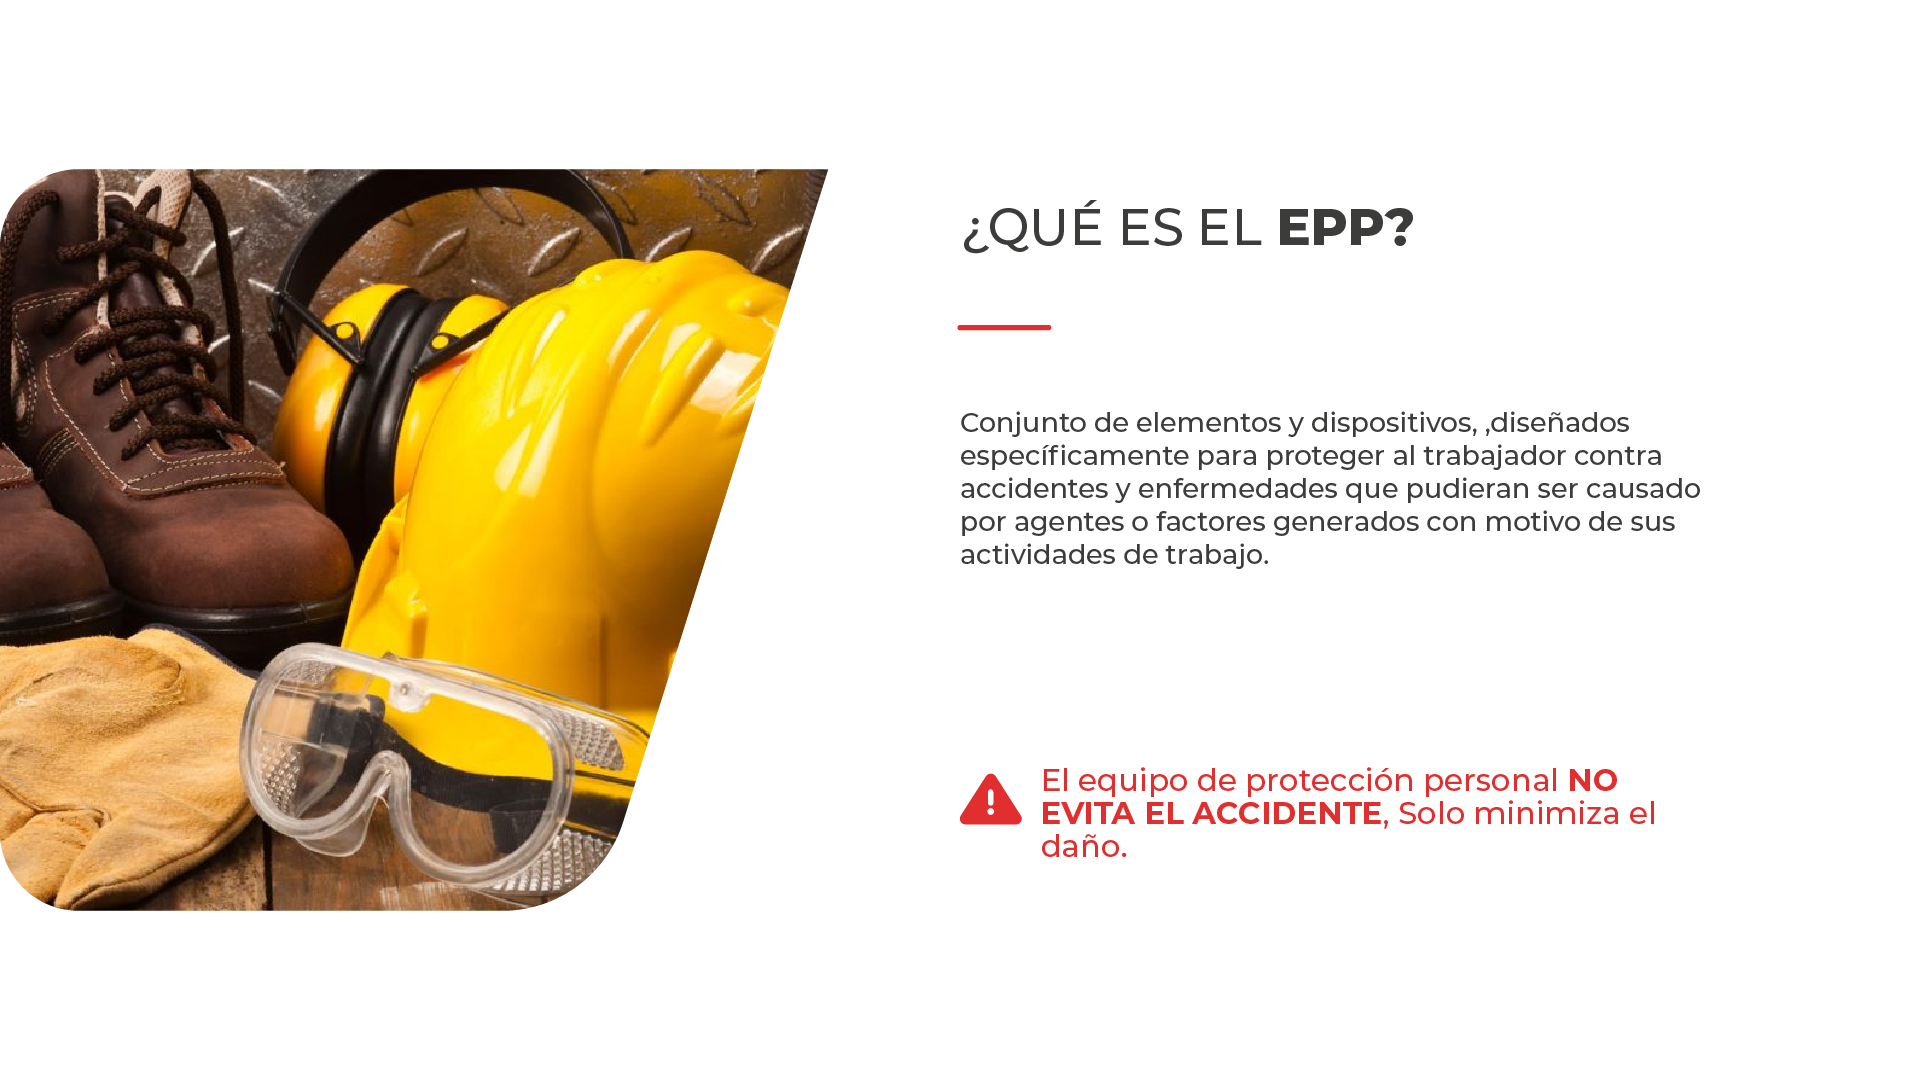 ¿QUÉ ES EL EPP?
Conjunto de elementos y dispositivos, ,diseñados
específicamente para proteger al trabajador contra
accidentes y enfermedades que pudieran ser causado
por agentes o factores generados con motivo de sus
actividades de trabajo.
El equipo de protección personal NO
EVITA EL ACCIDENTE, Solo minimiza el
daño.